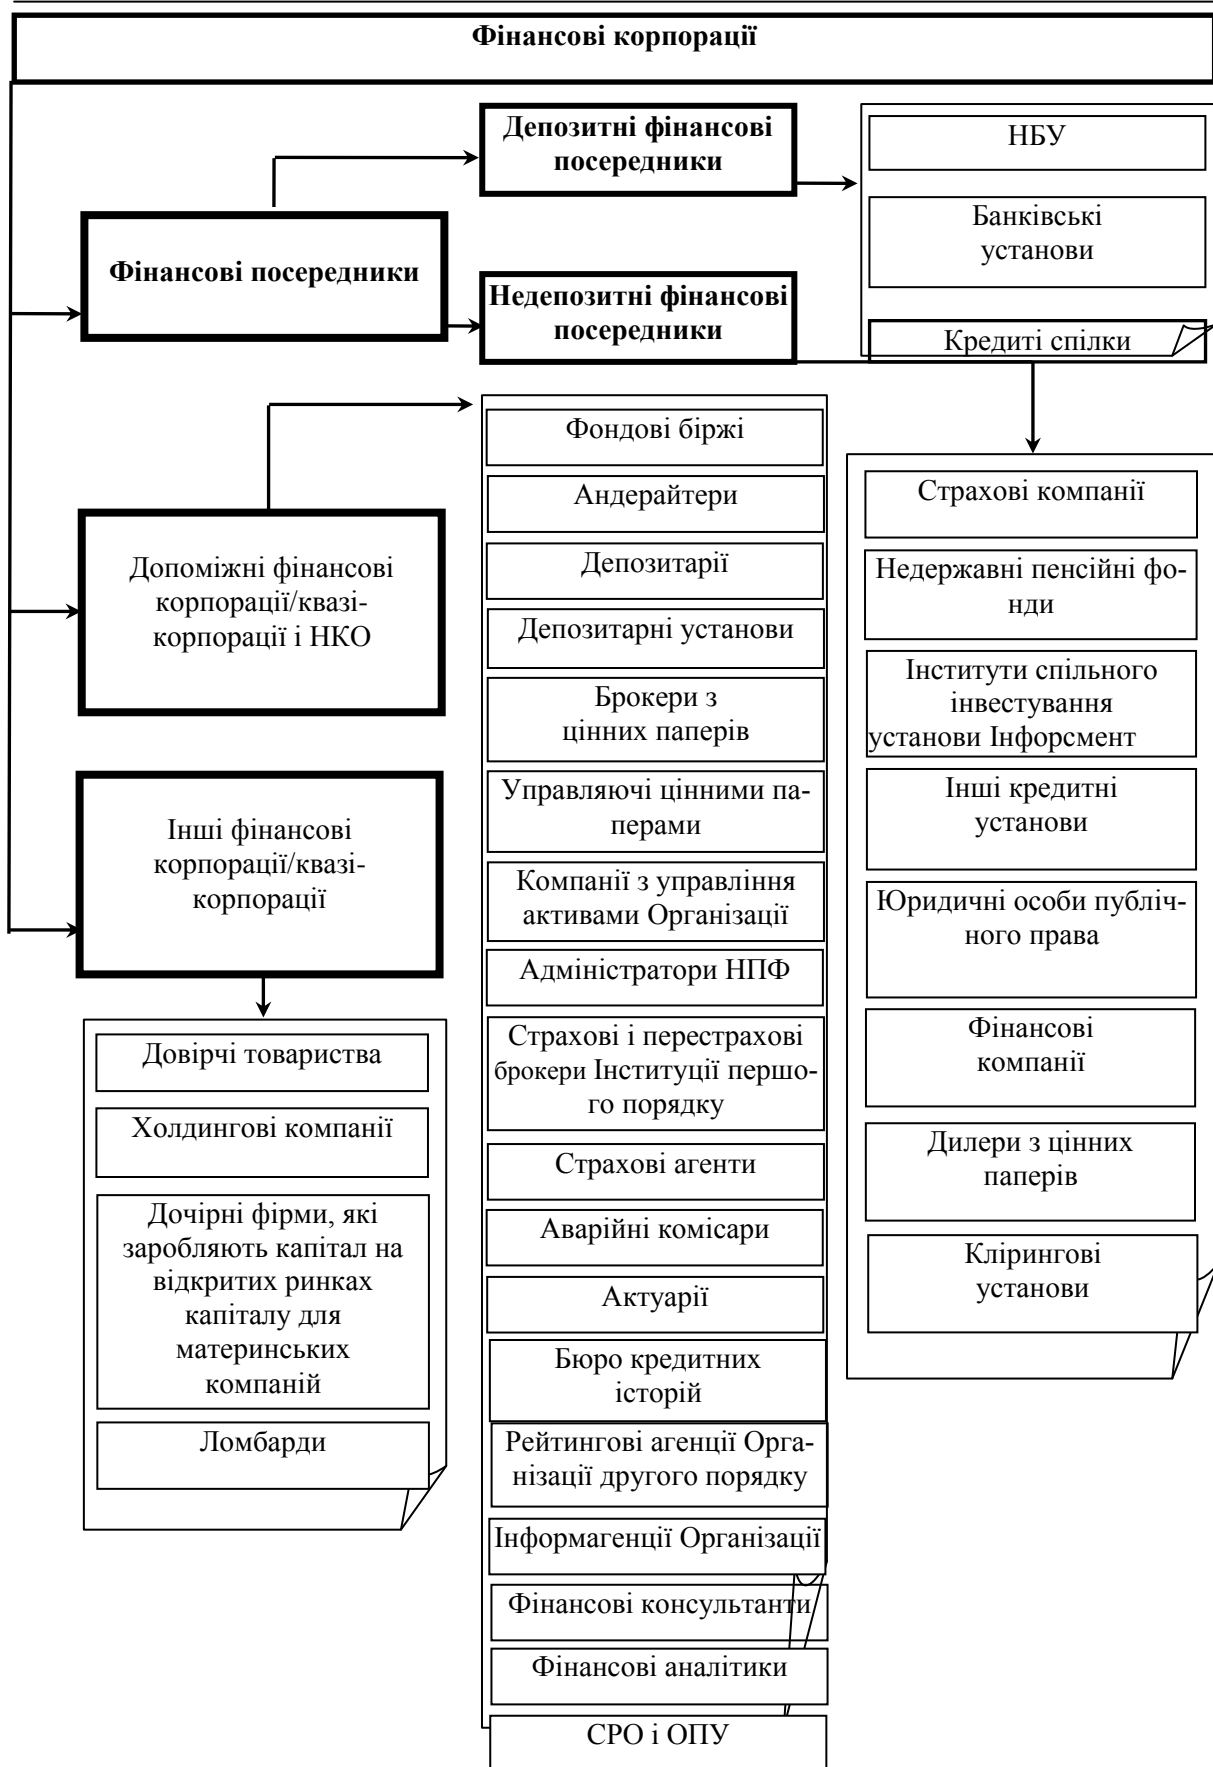 Фінансові корпорації
Депозитні фінансові
посередники
НБУ
Банківські
установи
Кредиті спілки
Фінансові посередники
Недепозитні фінансові
посередники
Допоміжні фінансові
корпорації/квазі-
корпорації і НКО
Інші фінансові
корпорації/квазі-
корпорації
Довірчі товариства
Холдингові компанії
Дочірні фірми, які
заробляють капітал на
відкритих ринках
капіталу для
материнських
компаній
Ломбарди
Фондові біржі
Андерайтери
Депозитарії
Депозитарні установи
Брокери з
цінних паперів
Управляючі цінними па-
перами
Компанії з управління
активами Організації
Адміністратори НПФ
Страхові і перестрахові
брокери Інституції першо-
го порядку
Страхові агенти
Аварійні комісари
Актуарії
Бюро кредитних
історій
Рейтингові агенції Орга-
нізації другого порядку
Інформагенції Організації
Фінансові консультанти
Фінансові аналітики
СРО і ОПУ
Страхові компанії
Недержавні пенсійні фо-
нди
Інститути спільного
інвестування
установи Інфорсмент
Інші кредитні
установи
Юридичні особи публіч-
ного права
Фінансові
компанії
Дилери з цінних
паперів
Клірингові
установи